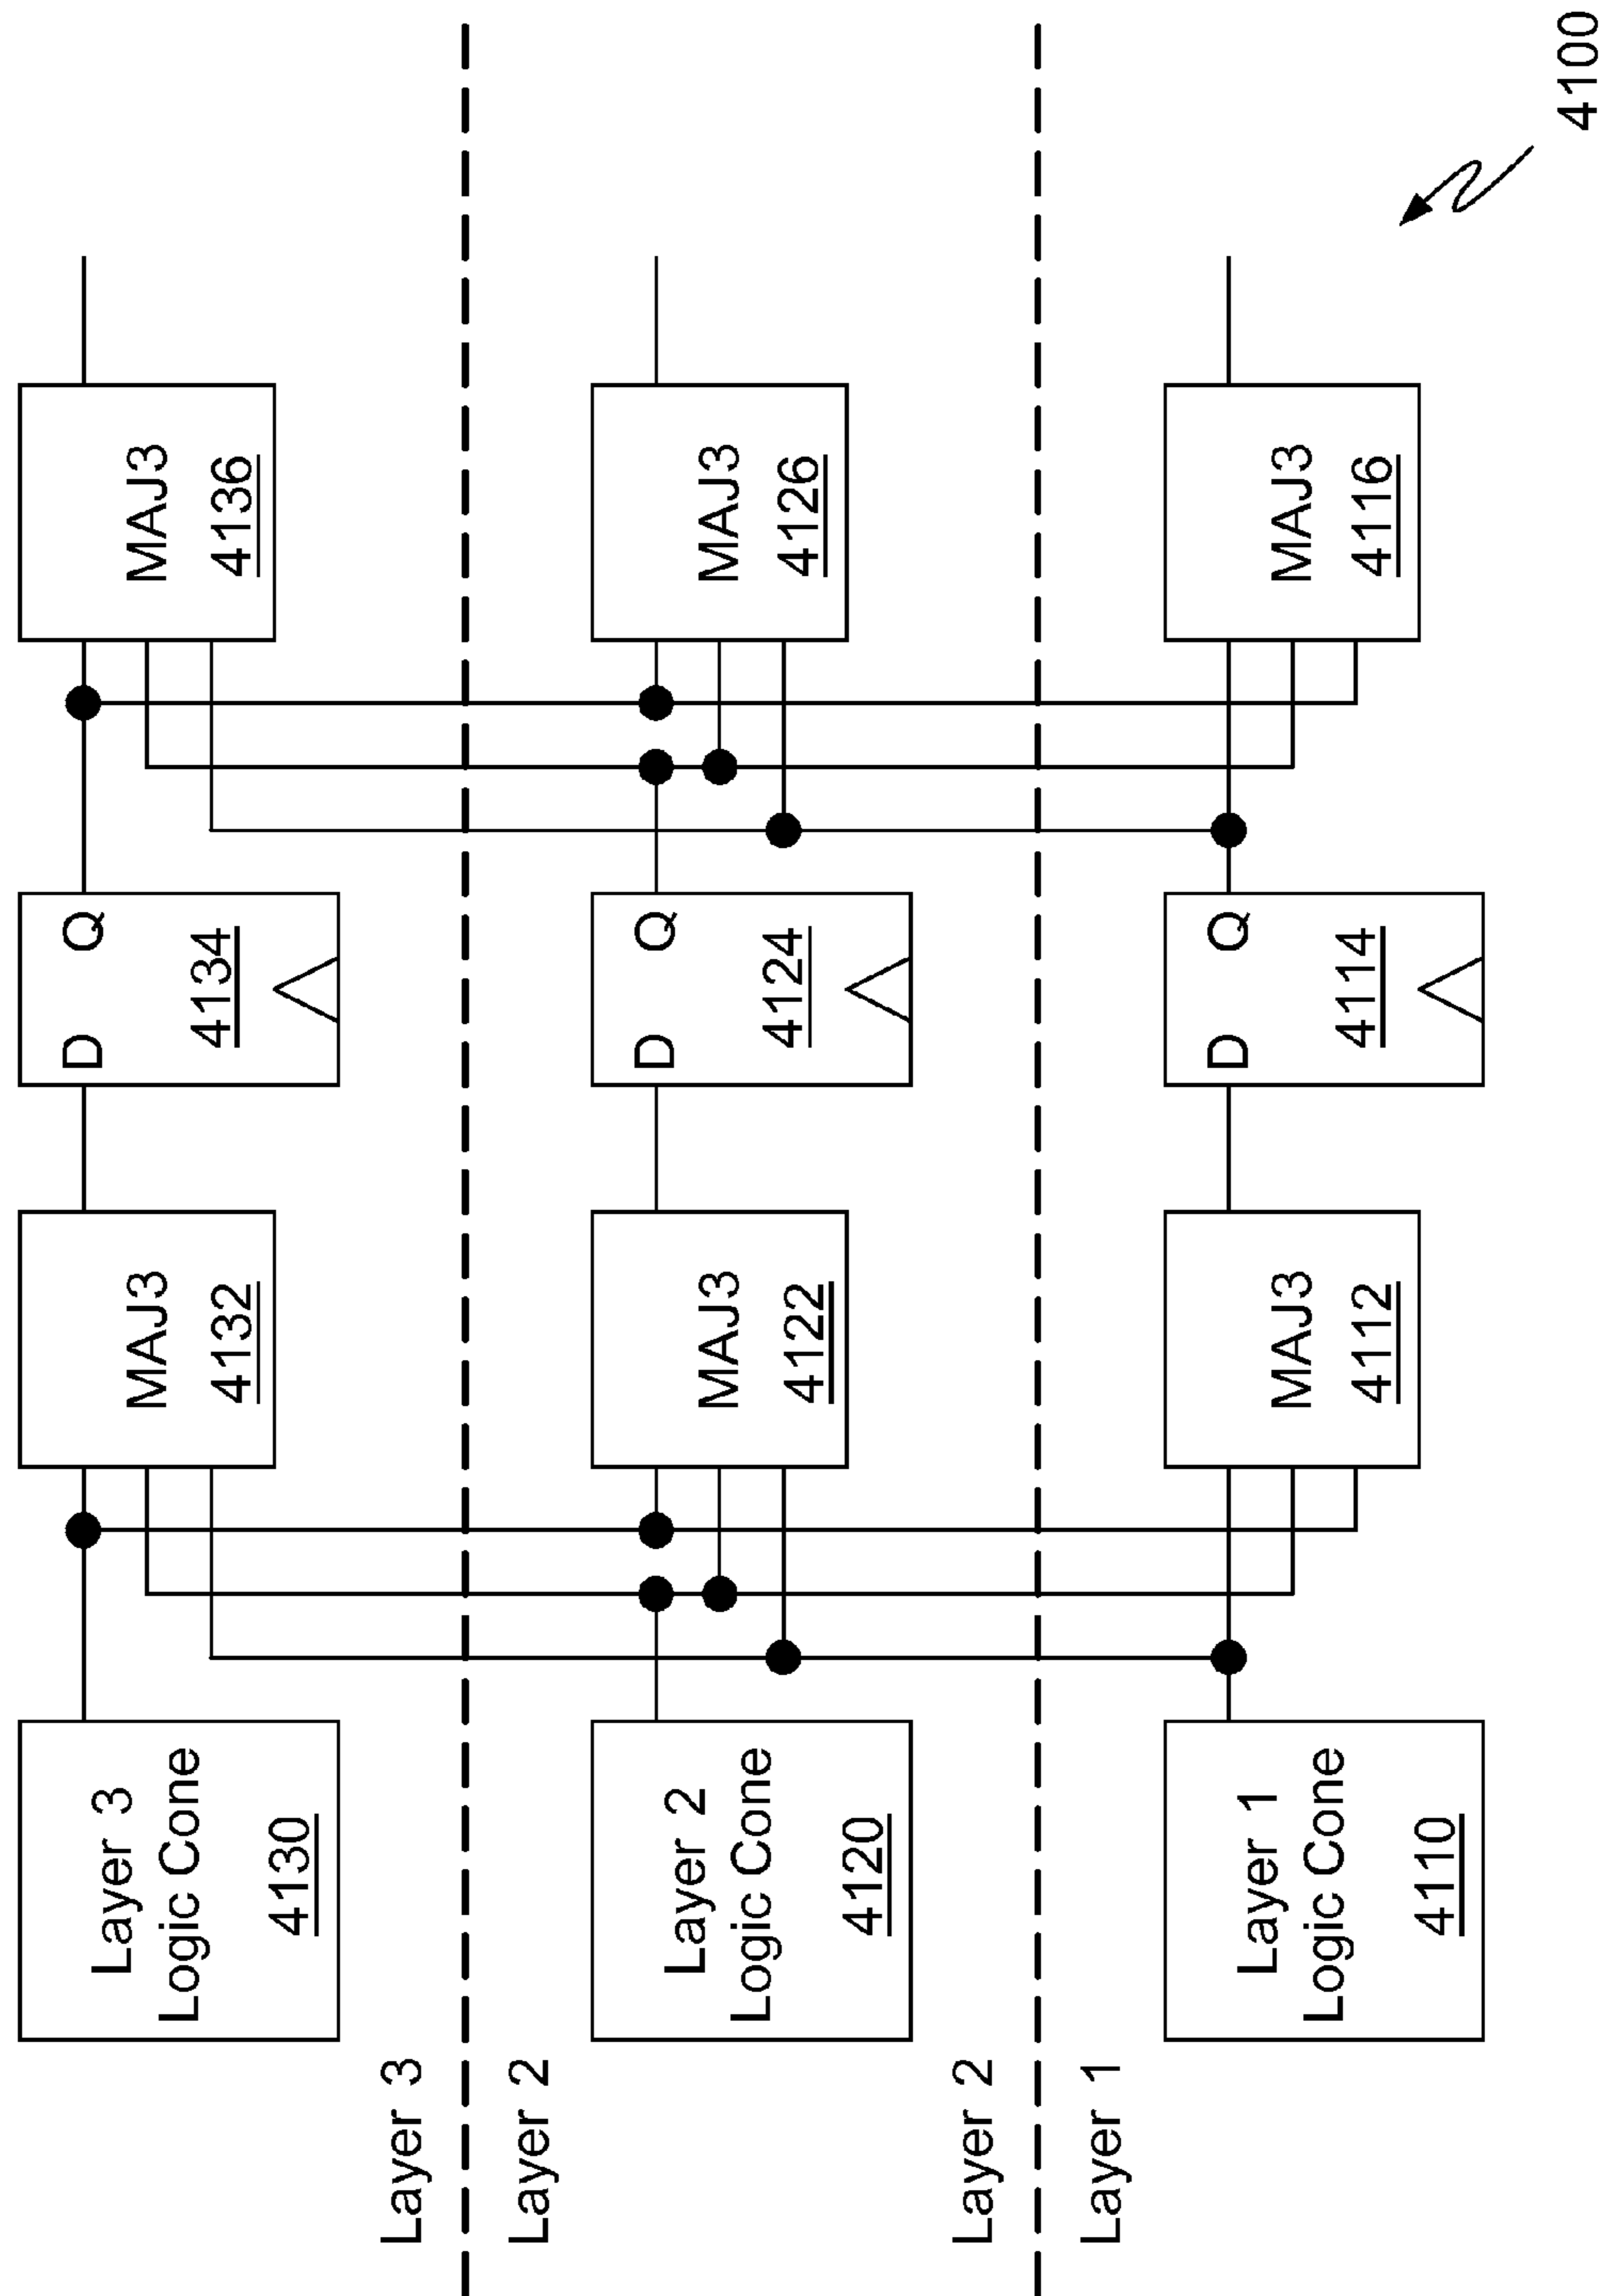 Layer 3
Logic Cone
4130
MAJ3
4132
D Q
4134
MAJ3
4136
Layer 3
Layer 2
Layer 2
Logic Cone
4120
MAJ3
4122
D Q
4124
MAJ3
4126
Layer 2
Layer 1
Layer 1
Logic Cone
4110
MAJ3
4112
D Q
4114
MAJ3
4116
4100